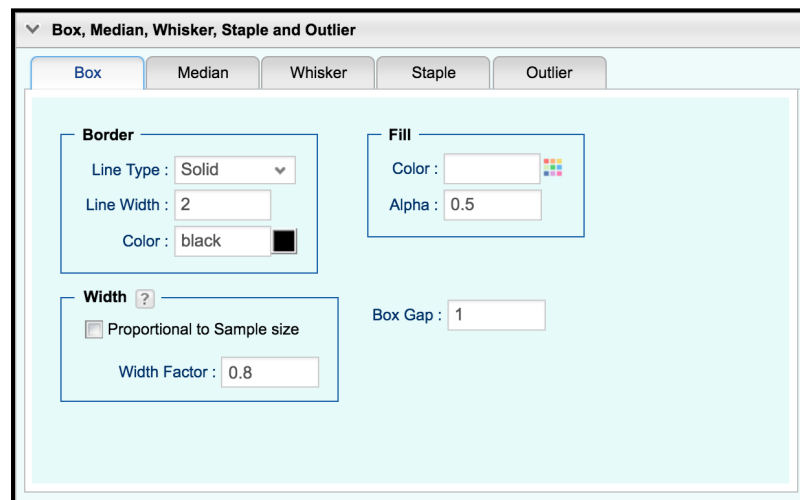 Box, Median, Whisker, Staple and Outlier
Box Median Whisker Staple Outlier
Border Fill
Line Type : Solid Color :
Line Width : 2 Alpha : 0.5
Color : black
Width ?
Proportional to Sample size Box Gap : 1
Width Factor : 0.8